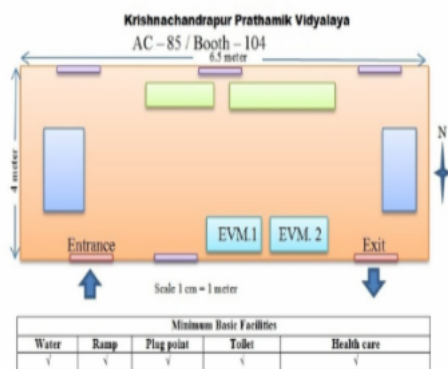 Krishnachandrapur Prathamik Vidyalaya
AC – 85 / Booth – 104
6.5 meter
4 meter
N
EVM.1 EVM. 2
Entrance
Exit
Scale 1 cm = 1 meter
Minimum Basic Facilities
Water Ramp Plug point Toilet Health care
√ √ √ √ √